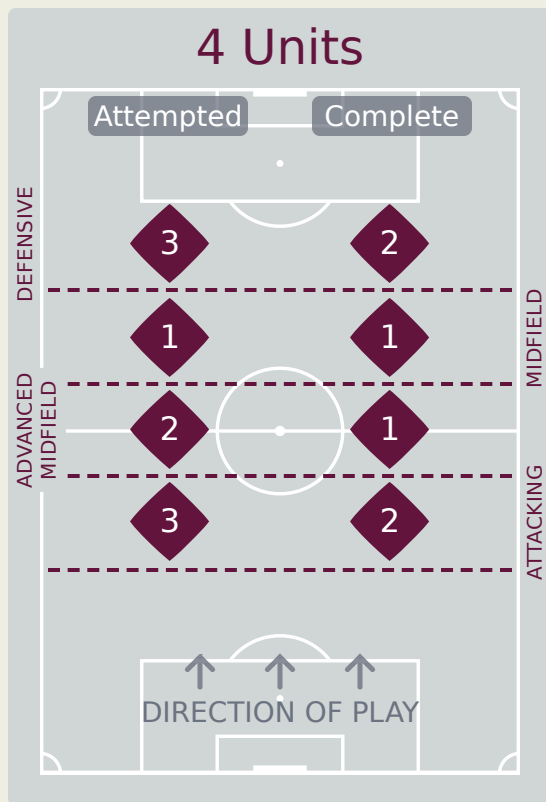 4 Units
Attempted
Complete
DEFENSIVE
3
2
MIDFIELD
1
1
ADVANCED
MIDFIELD
2
1
ATTACKING
3
2
DIRECTION OF PLAY